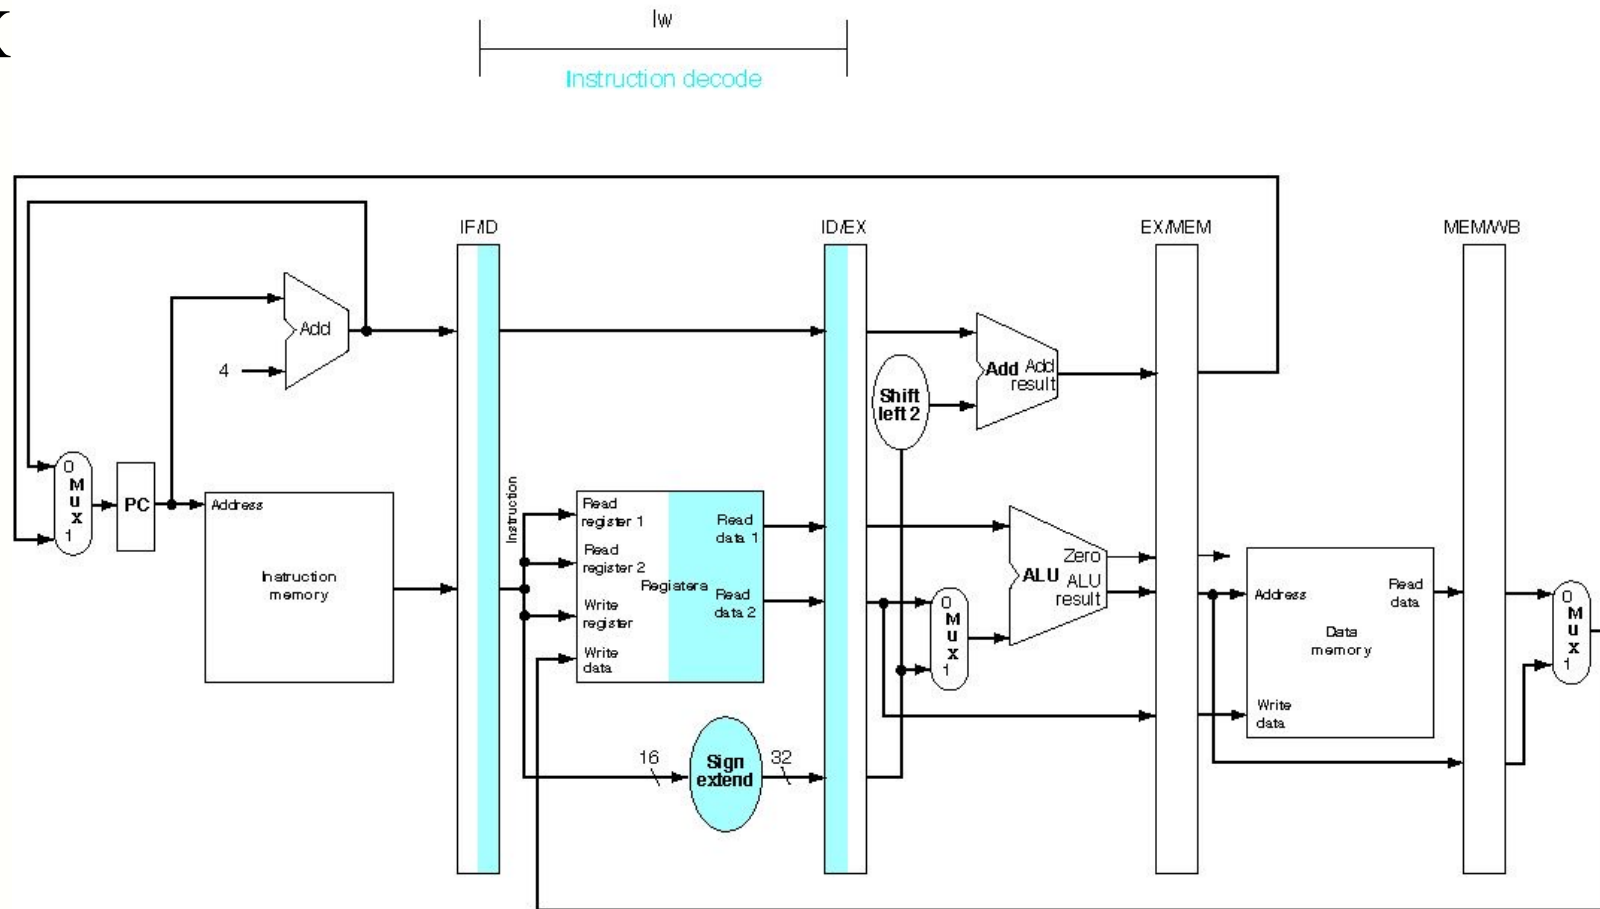 lw
Instruction decode
IF/ID
ID/EX
EX/MEM
MEM/WB
Add
4
Add Add
result
Shift
left 2
0
M
u
x
1
PC
Address
Instruction
memory
Instruction
Read
register 1
Read
register 2
Write
register
Write
data
Registera
Read
data 1
Read
data 2
16
Sign
extend
32
0
M
u
x
1
ALU
Zero
ALU
result
Address
Read
data
Data
memory
Write
data
0
M
u
x
1